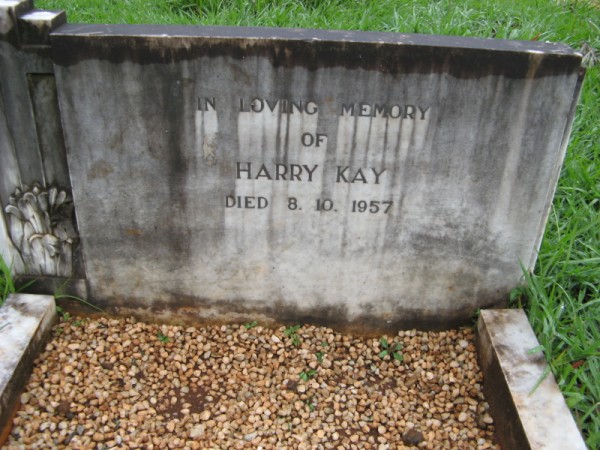 IN LOVING MEMORY
OF
HARRY KAY
DIED 8. 10. 1957